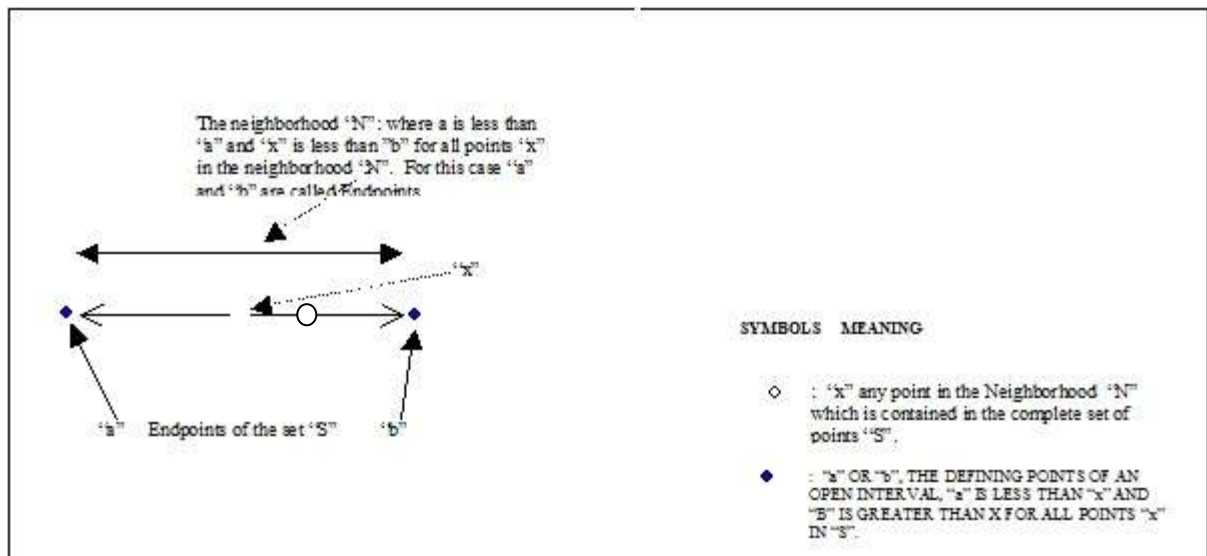 The neighborhood “N”: where a is less than
“a” and “x” is less than ”b” for all points “x”
in the neighborhood “N”. For this case “a”
and “b” are called Endpoints
“x”
“a” Endpoints of the set “S” “b”
SYMBOLS MEANING
: “x” any point in the Neighborhood “N”
which is contained in the complete set of
points “S”.
: “a” OR “b”, THE DEFINING POINTS OF AN
OPEN INTERVAL, “a” IS LESS THAN “x” AND
“B” IS GREATER THAN X FOR ALL POINTS “x”
IN “S”.